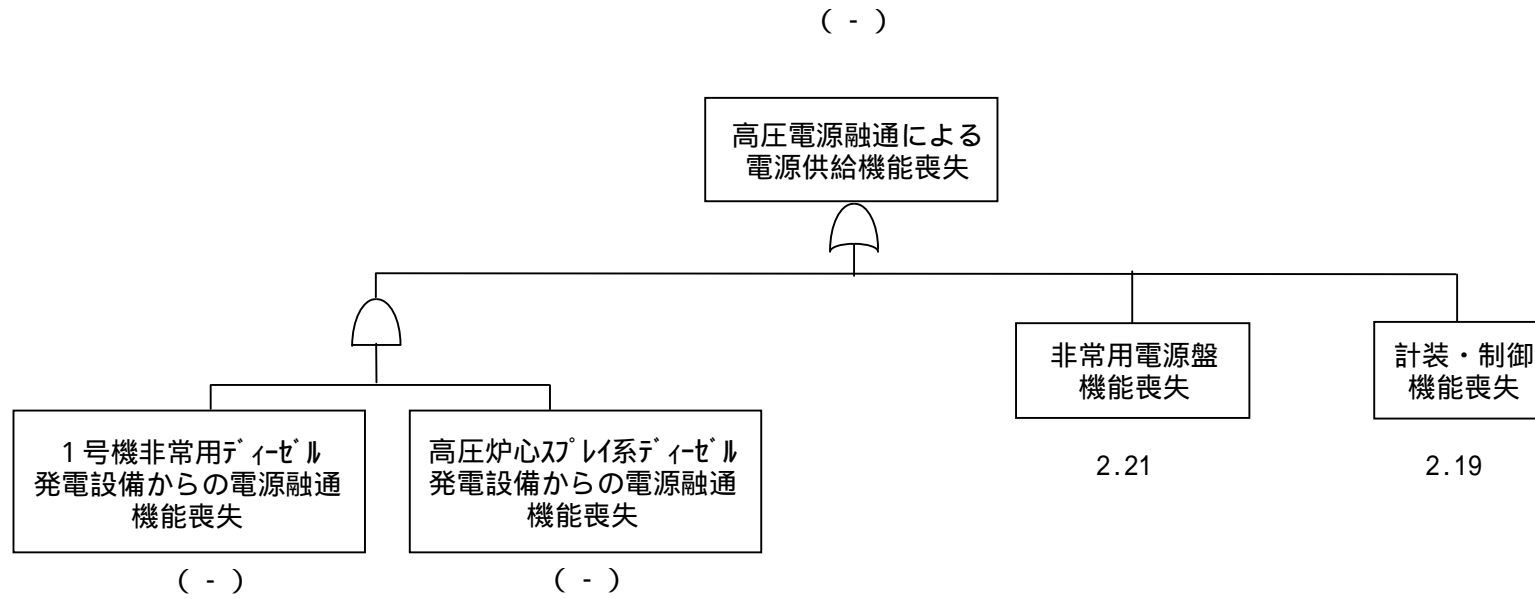 ( - )
高圧電源融通による
電源供給機能喪失
非常用電源盤
機能喪失
計装・制御
機能喪失
1号機非常用ﾃﾞｨｰｾﾞﾙ
発電設備からの電源融通
機能喪失
高圧炉心ｽﾌﾟﾚｲ系ﾃﾞｨｰｾﾞﾙ
発電設備からの電源融通
機能喪失
2.21
2.19
( - )
( - )